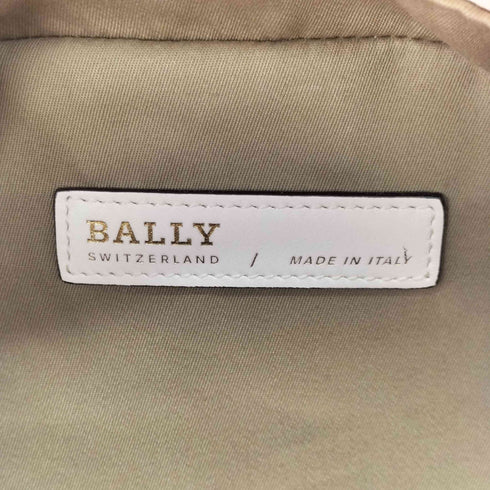 BALLY
SWITZERLAND / MADE IN ITALY